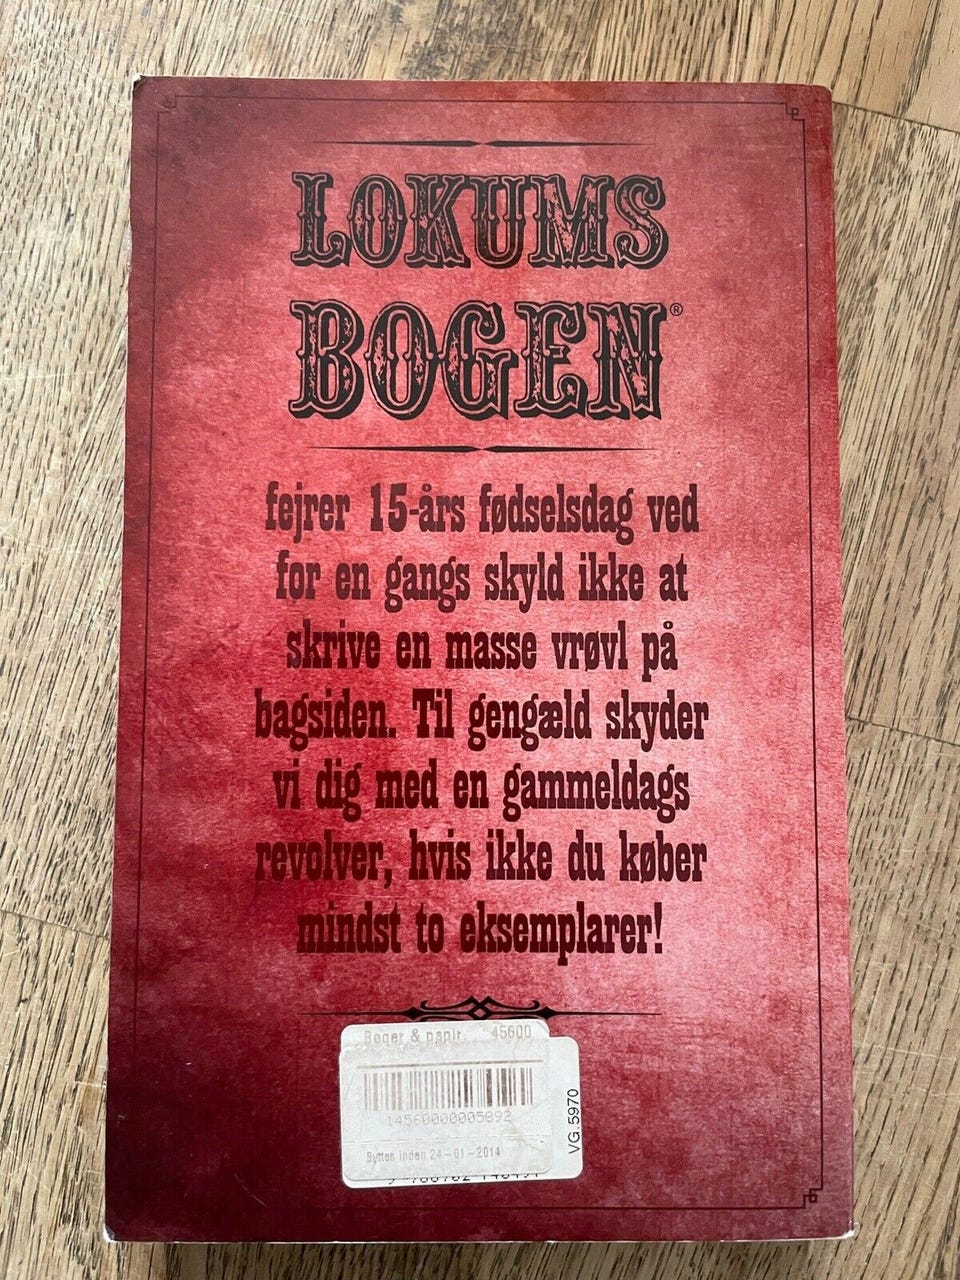 LOKUMS
BOGEN®
fejrer 15-års fødselsdag ved
for en gangs skyld ikke at
skrive en masse vrøvl på
bagsiden. Til gengæld skyder
vi dig med en gammeldags
revolver, hvis ikke du køber
mindst to eksemplarer!
Bøger & papir. 45600
14560000005892
Byttes inden 24-01-2014
VG.5970